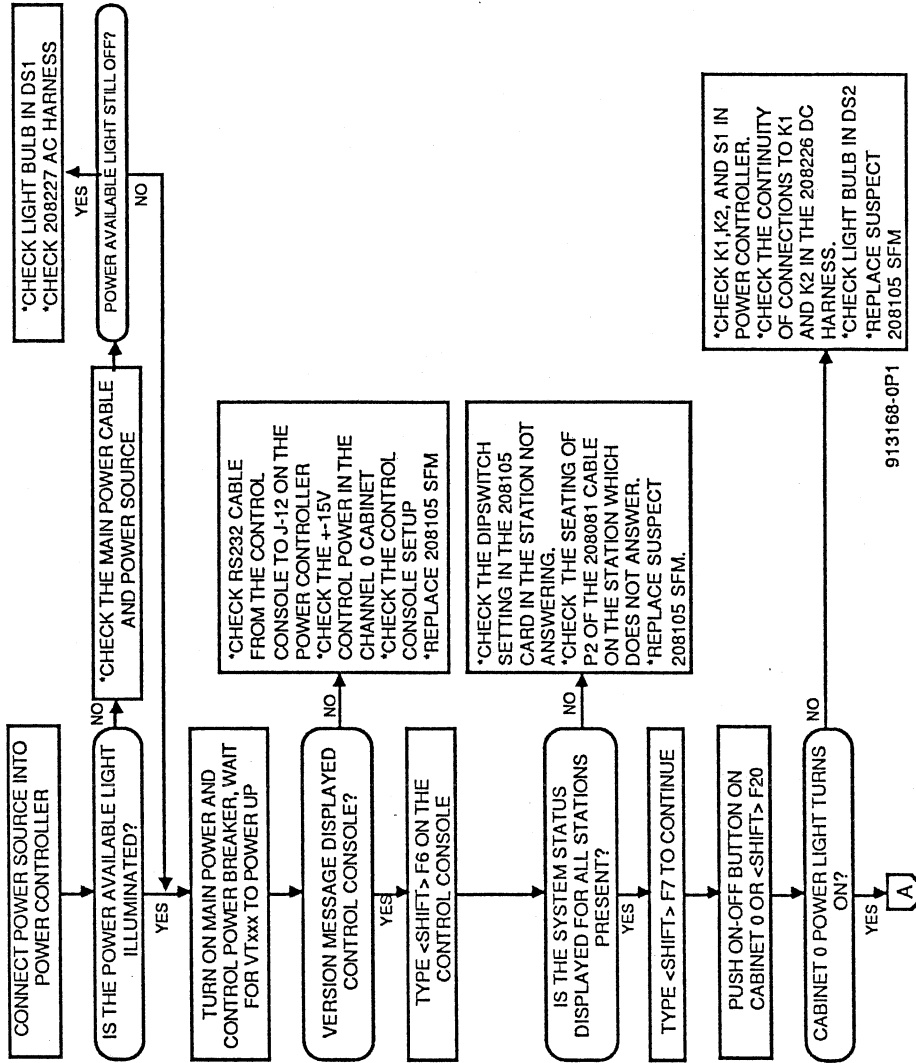 CONNECT POWER SOURCE INTO
POWER CONTROLLER
IS THE POWER AVAILABLE LIGHT
ILLUMINATED?
NO
*CHECK THE MAIN POWER CABLE
AND POWER SOURCE
POWER AVAILABLE LIGHT STILL OFF?
YES
*CHECK LIGHT BULB IN DS1
*CHECK 208227 AC HARNESS
NO
YES
TURN ON MAIN POWER AND
CONTROL POWER BREAKER, WAIT
FOR VTxxx TO POWER UP
VERSION MESSAGE DISPLAYED
CONTROL CONSOLE?
NO
*CHECK RS232 CABLE
FROM THE CONTROL
CONSOLE TO J-12 ON THE
POWER CONTROLLER
*CHECK THE +-15V
CONTROL POWER IN THE
CHANNEL 0 CABINET
*CHECK THE CONTROL
CONSOLE SETUP
*REPLACE 208105 SFM
YES
TYPE <SHIFT> F6 ON THE
CONTROL CONSOLE
IS THE SYSTEM STATUS
DISPLAYED FOR ALL STATIONS
PRESENT?
NO
*CHECK THE DIPSWITCH
SETTING IN THE 208105
CARD IN THE STATION NOT
ANSWERING.
*CHECK THE SEATING OF
P2 OF THE 208081 CABLE
ON THE STATION WHICH
DOES NOT ANSWER.
*REPLACE SUSPECT
208105 SFM.
YES
TYPE <SHIFT> F7 TO CONTINUE
PUSH ON-OFF BUTTON ON
CABINET 0 OR <SHIFT> F20
CABINET 0 POWER LIGHT TURNS
ON?
NO
*CHECK K1,K2, AND S1 IN
POWER CONTROLLER.
*CHECK THE CONTINUITY
OF CONNECTIONS TO K1
AND K2 IN THE 208226 DC
HARNESS.
*CHECK LIGHT BULB IN DS2
*REPLACE SUSPECT
208105 SFM
YES
A
913168-0P1